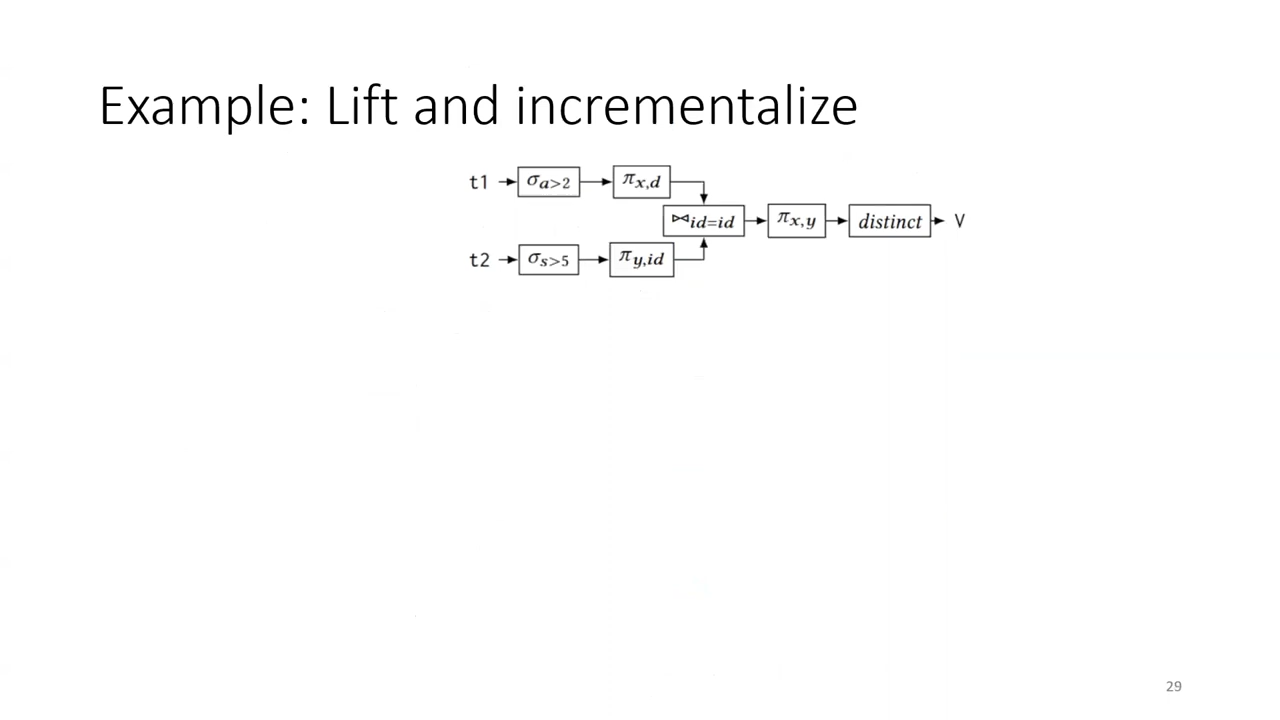 Example: Lift and incrementalize
t1 σa>2 πx,d
⋈id=id πx,y distinct V
t2 σs>5 πy,id
29